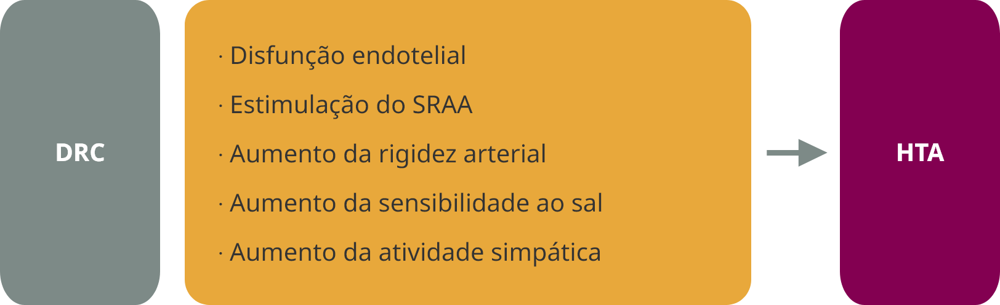 DRC
· Disfunção endotelial
· Estimulação do SRAA
· Aumento da rigidez arterial
· Aumento da sensibilidade ao sal
· Aumento da atividade simpática
HTA